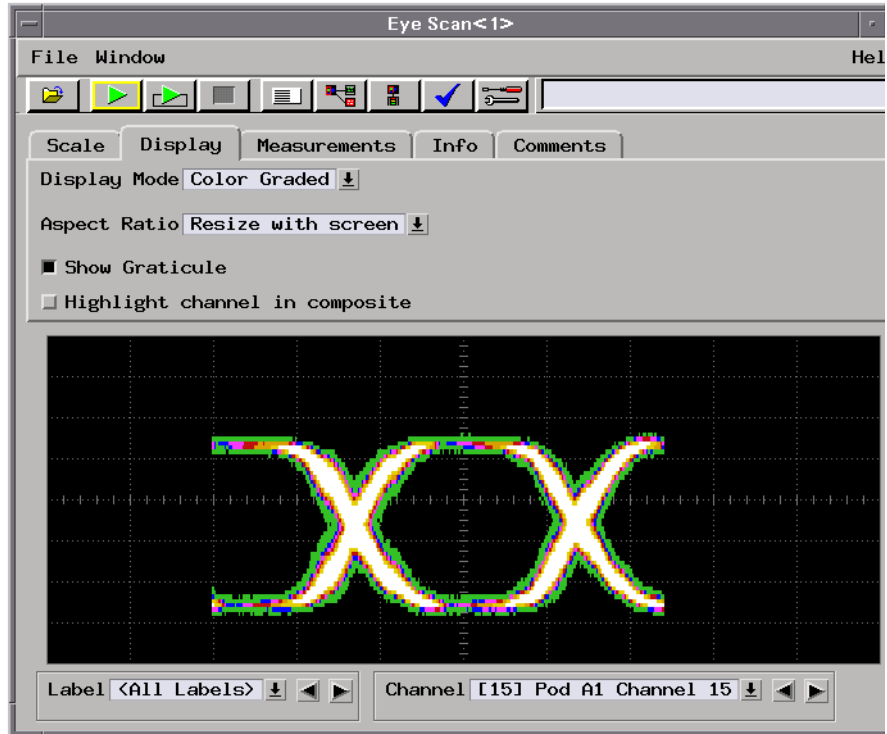 Eye Scan<1>
File Window Hel
Scale Display Measurements Info Comments
Display Mode Color Graded
Aspect Ratio Resize with screen
Show Graticule
Highlight channel in composite
Label <All Labels> Channel [15] Pod A1 Channel 15